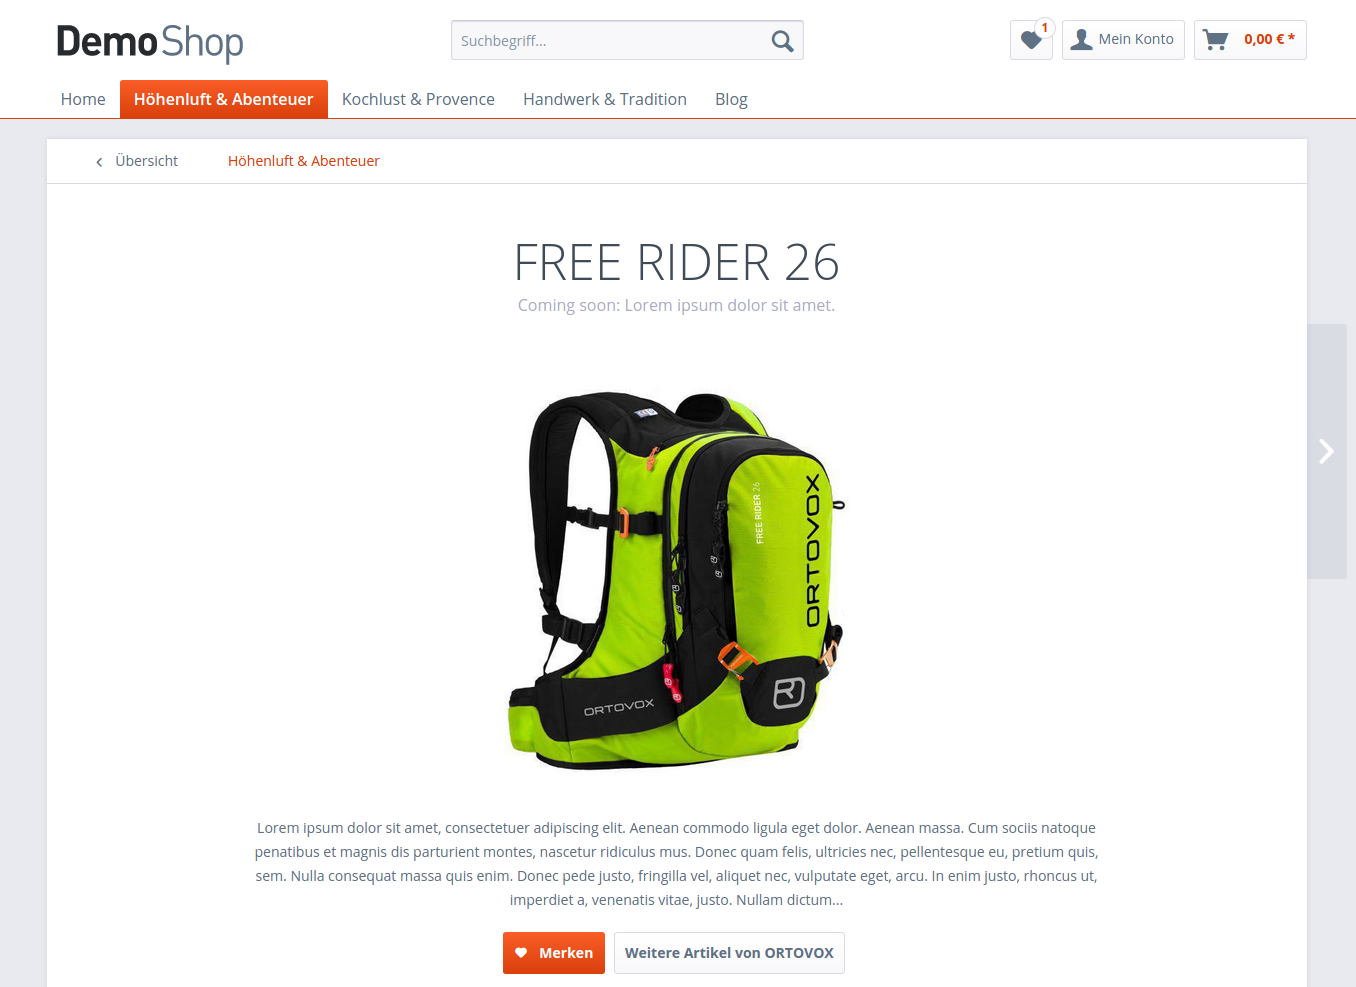 DemoShop
Suchbegriff...
1
Mein Konto
0,00 € *
Home
Höhenluft & Abenteuer
Kochlust & Provence
Handwerk & Tradition
Blog
Übersicht
Höhenluft & Abenteuer
FREE RIDER 26
Coming soon: Lorem ipsum dolor sit amet.
FREE RIDER 26
ORTOVOX
ORTOVOX
Lorem ipsum dolor sit amet, consectetuer adipiscing elit. Aenean commodo ligula eget dolor. Aenean massa. Cum sociis natoque
penatibus et magnis dis parturient montes, nascetur ridiculus mus. Donec quam felis, ultricies nec, pellentesque eu, pretium quis,
sem. Nulla consequat massa quis enim. Donec pede justo, fringilla vel, aliquet nec, vulputate eget, arcu. In enim justo, rhoncus ut,
imperdiet a, venenatis vitae, justo. Nullam dictum...
Merken
Weitere Artikel von ORTOVOX